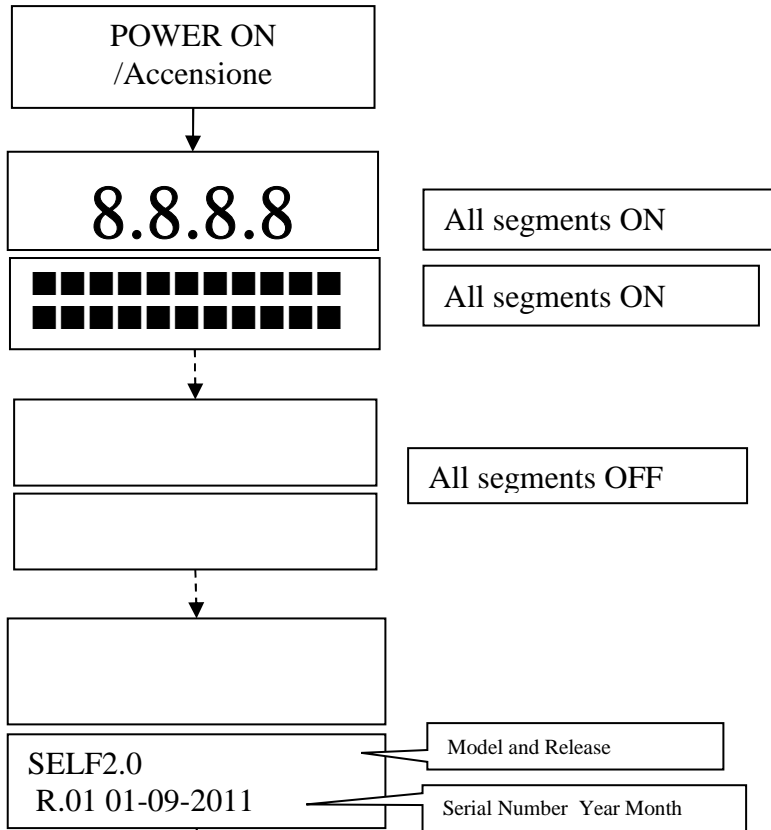 POWER ON
/Accensione
8.8.8.8
All segments ON
All segments ON
All segments OFF
Model and Release
SELF2.0
R.01 01-09-2011
Serial Number Year Month